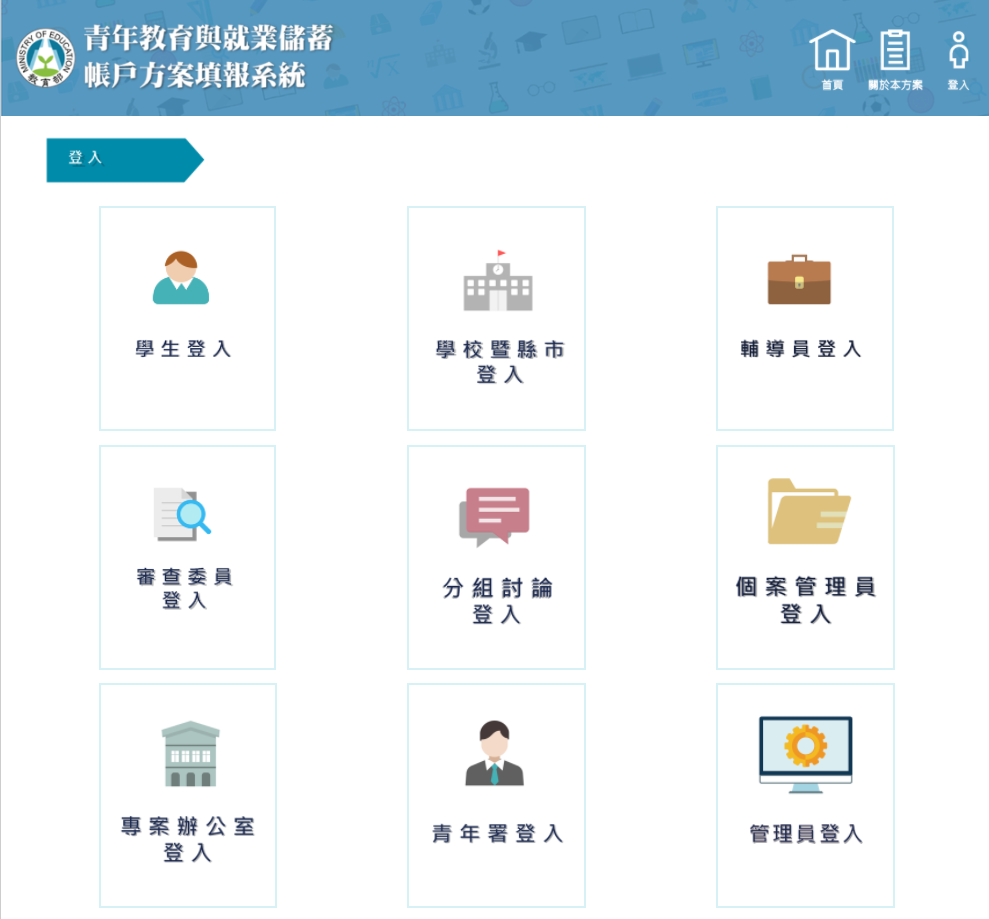 MINISTRY OF EDUCATION
教育部
青年教育與就業儲蓄
帳戶方案填報系統
首頁
關於本方案
登入
登入
學生登入
學校暨縣市
登入
輔導員登入
審查委員
登入
分組討論
登入
個案管理員
登入
專案辦公室
登入
青年署登入
管理員登入